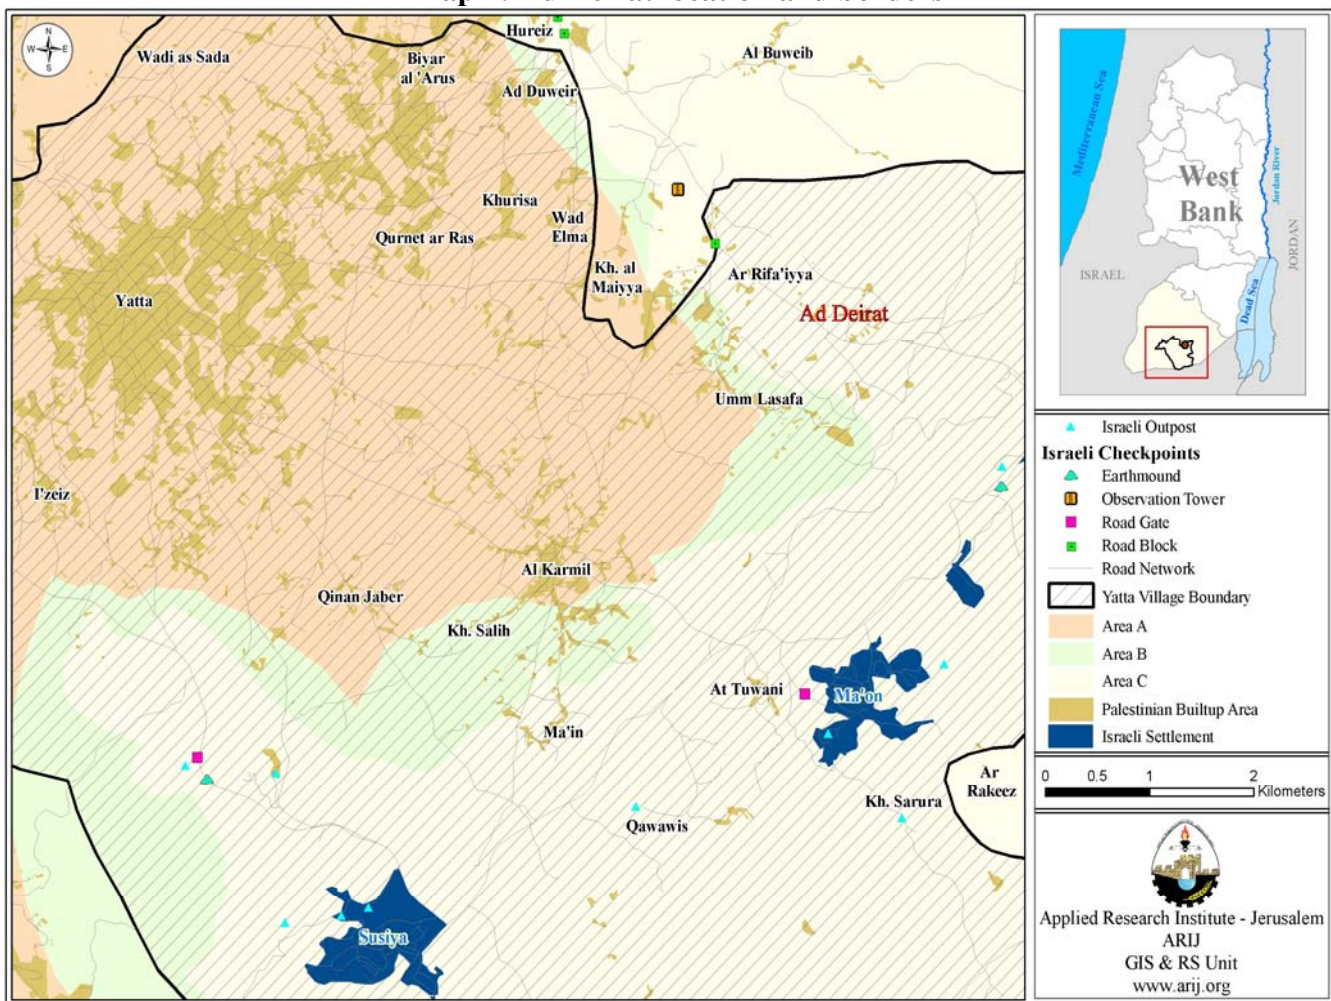 N
W E
S
Wadi as Sada
Biyar
al 'Arus
Hureiz
Al Buweib
Ad Duweir
Khurisa
Wad
Elma
Qurnet ar Ras
Kh. al
Maiyya
Ar Rifa'iyya
Yatta
Ad Deirat
Umm Lasafa
I'zeiz
Al Karmil
Qinan Jaber
Kh. Salih
At Tuwani
Ma'on
Ma'in
Ar
Rakeez
Kh. Sarura
Qawawis
Susiya
Mediterranean Sea
West
Bank
Jordan River
ISRAEL
JORDAN
Dead Sea
Israeli Outpost
Israeli Checkpoints
Earthmound
Observation Tower
Road Gate
Road Block
Road Network
Yatta Village Boundary
Area A
Area B
Area C
Palestinian Builtup Area
Israeli Settlement
0 0.5 1 2
Kilometers
Applied Research Institute - Jerusalem
ARIJ
GIS & RS Unit
www.arij.org